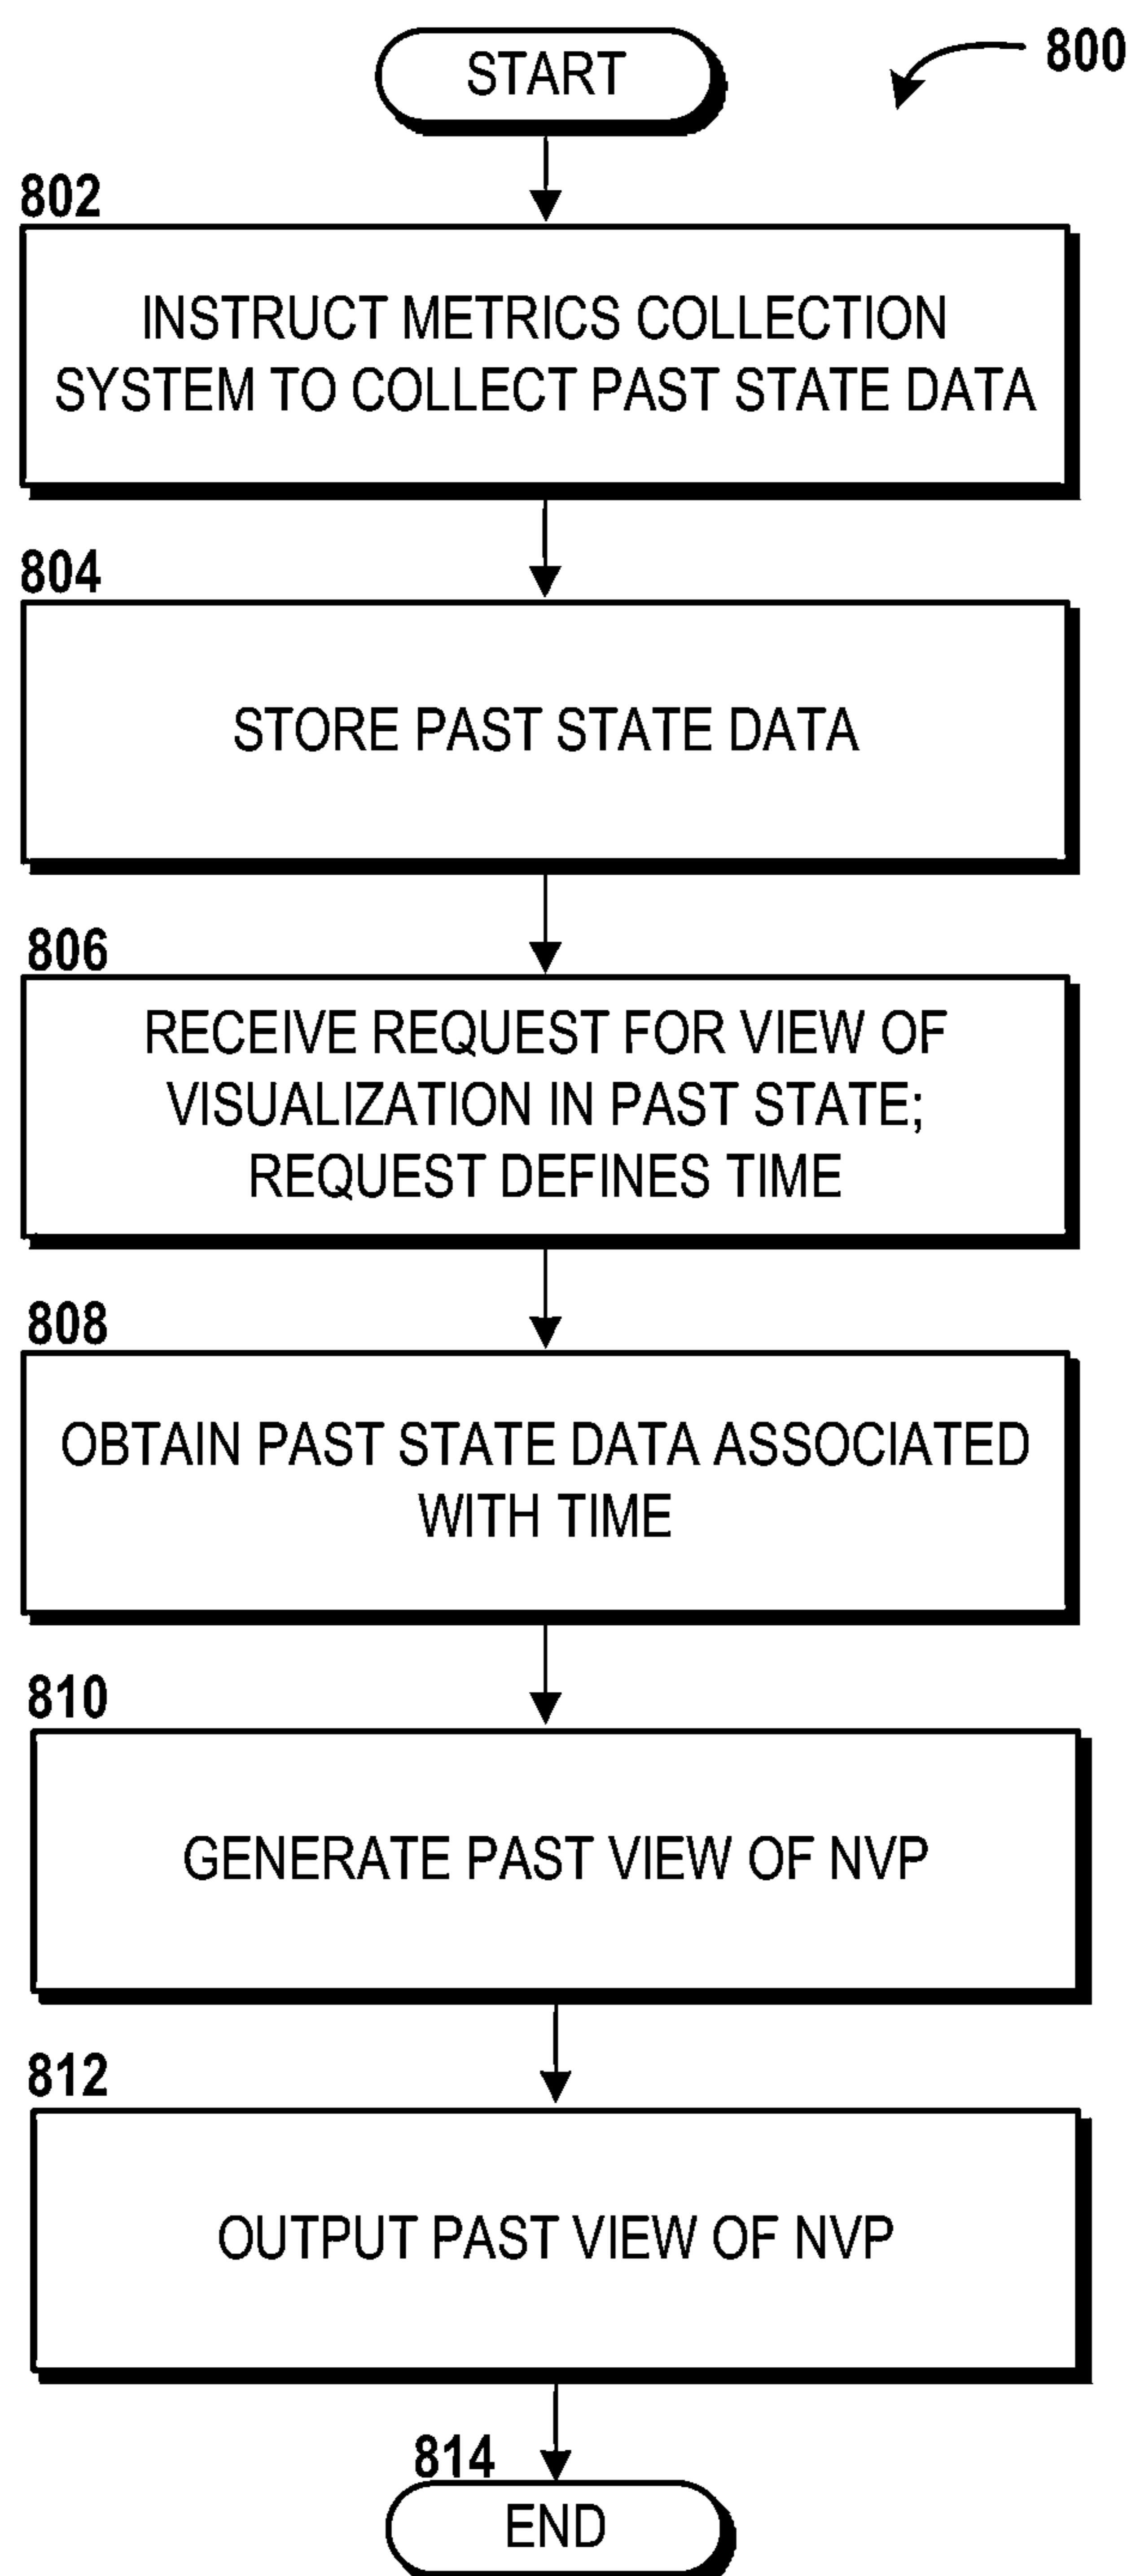 START
800
802
INSTRUCT METRICS COLLECTION
SYSTEM TO COLLECT PAST STATE DATA
804
STORE PAST STATE DATA
806
RECEIVE REQUEST FOR VIEW OF
VISUALIZATION IN PAST STATE;
REQUEST DEFINES TIME
808
OBTAIN PAST STATE DATA ASSOCIATED
WITH TIME
810
GENERATE PAST VIEW OF NVP
812
OUTPUT PAST VIEW OF NVP
814
END